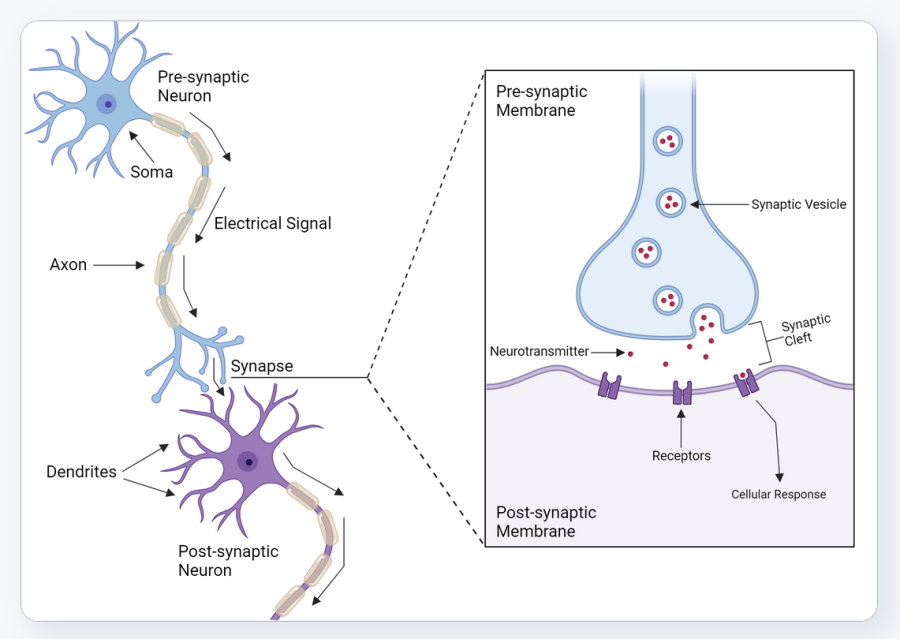 Pre-synaptic
Neuron
Soma
Electrical Signal
Axon
Synapse
Dendrites
Post-synaptic
Neuron
Pre-synaptic
Membrane
Synaptic Vesicle
Synaptic
Cleft
Neurotransmitter
Receptors
Cellular Response
Post-synaptic
Membrane